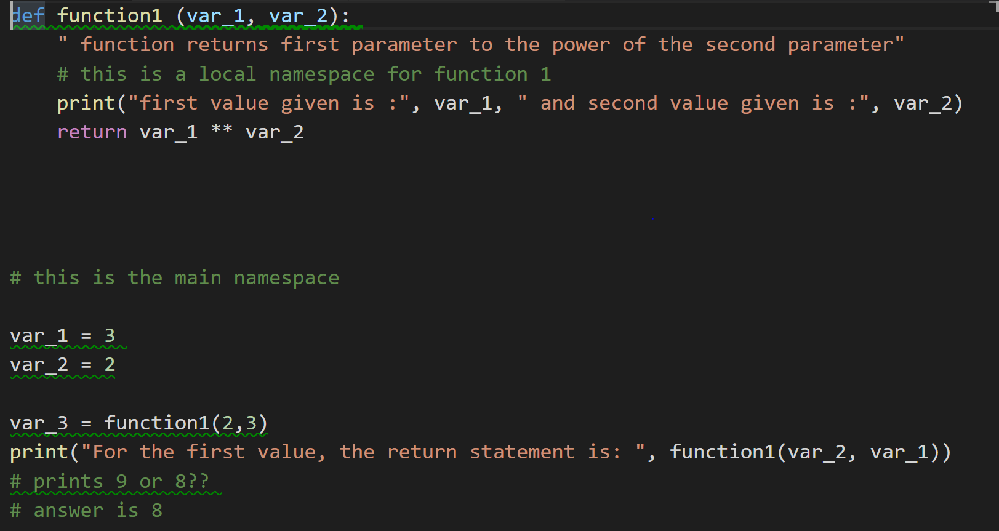 def function1 (var_1, var_2):
    " function returns first parameter to the power of the second parameter"
    # this is a local namespace for function 1
    print("first value given is :", var_1, " and second value given is :", var_2)
    return var_1 ** var_2
# this is the main namespace
var_1 = 3
var_2 = 2
var_3 = function1(2,3)
print("For the first value, the return statement is: ", function1(var_2, var_1))
# prints 9 or 8??
# answer is 8